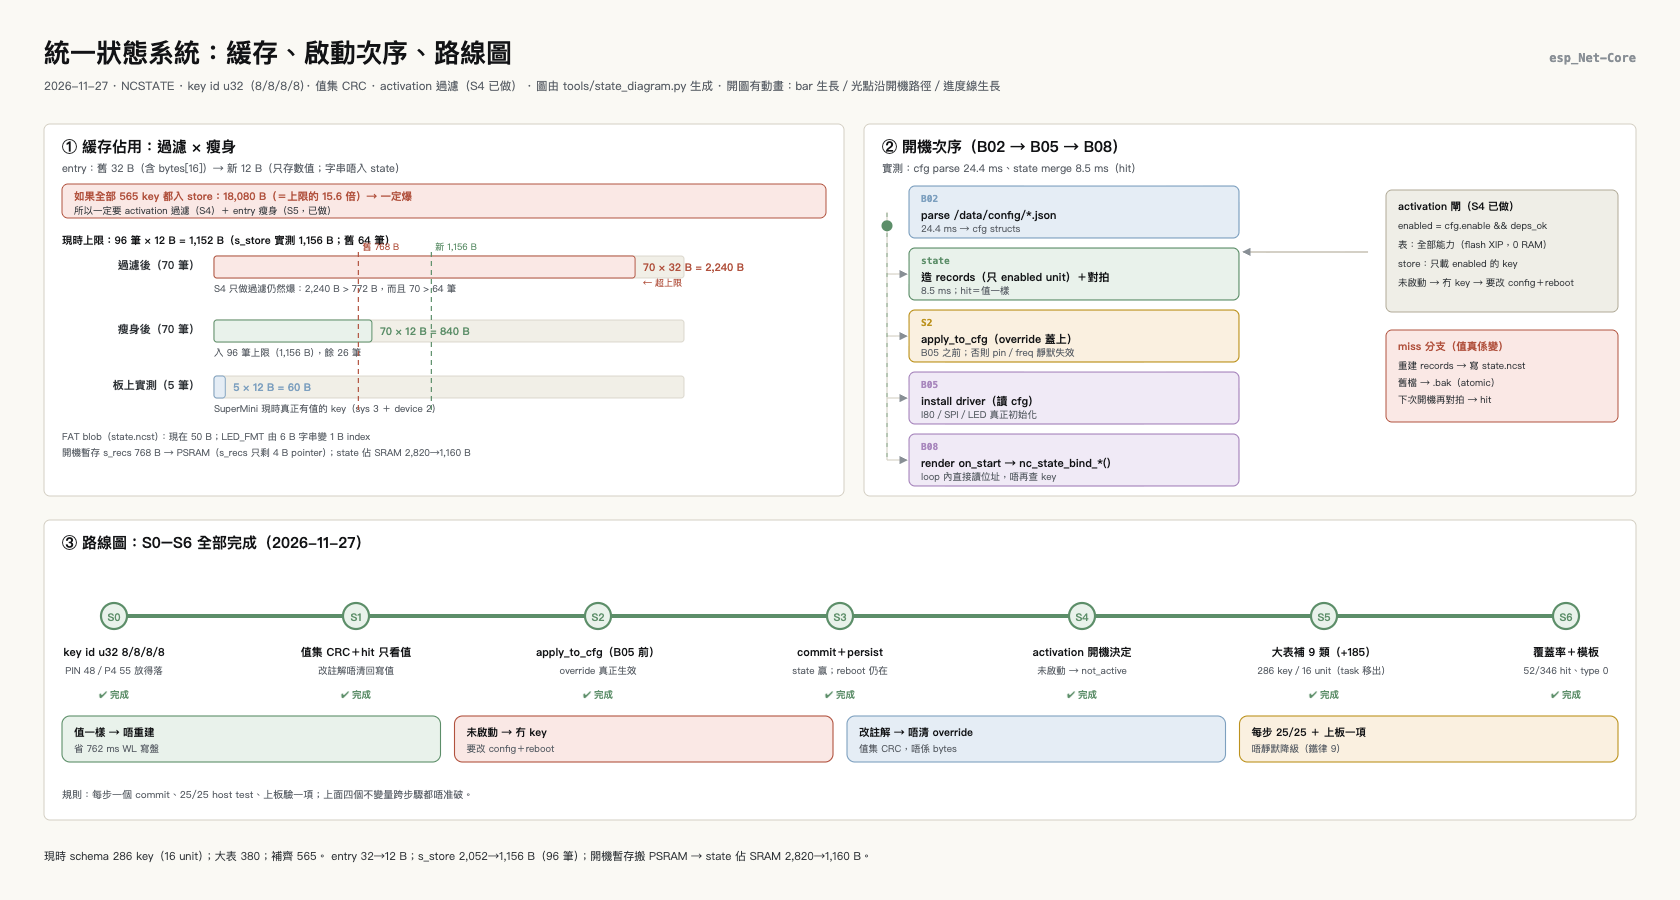 統一狀態系統：緩存、啟動次序、路線圖
esp_Net-Core
2026-11-27 · NCSTATE · key id u32（8/8/8/8）· 值集 CRC · activation 過濾（S4 已做） · 圖由 tools/state_diagram.py 生成 · 開圖有動畫：bar 生長 / 光點沿開機路徑 / 進度線生長
① 緩存佔用：過濾 × 瘦身
entry：舊 32 B（含 bytes[16]）→ 新 12 B（只存數值；字串唔入 state）
如果全部 565 key 都入 store：18,080 B（＝上限的 15.6 倍）→ 一定爆
所以一定要 activation 過濾（S4）＋ entry 瘦身（S5，已做）
現時上限：96 筆 × 12 B = 1,152 B（s_store 實測 1,156 B；舊 64 筆）
舊 768 B
新 1,156 B
過濾後（70 筆）
70 × 32 B = 2,240 B
← 超上限
S4 只做過濾仍然爆：2,240 B > 772 B，而且 70 > 64 筆
瘦身後（70 筆）
70 × 12 B = 840 B
入 96 筆上限（1,156 B），餘 26 筆
板上實測（5 筆）
5 × 12 B = 60 B
SuperMini 現時真正有值的 key（sys 3 ＋ device 2）
FAT blob（state.ncst）：現在 50 B；LED_FMT 由 6 B 字串變 1 B index
開機暫存 s_recs 768 B → PSRAM（s_recs 只剩 4 B pointer）；state 佔 SRAM 2,820→1,160 B
② 開機次序（B02 → B05 → B08）
實測：cfg parse 24.4 ms、state merge 8.5 ms（hit）
B02
parse /data/config/*.json
24.4 ms → cfg structs
state
造 records（只 enabled unit）＋對拍
8.5 ms；hit＝值一樣
S2
apply_to_cfg（override 蓋上）
B05 之前；否則 pin / freq 靜默失效
B05
install driver（讀 cfg）
I80 / SPI / LED 真正初始化
B08
render on_start → nc_state_bind_*()
loop 內直接讀位址，唔再查 key
activation 閘（S4 已做）
enabled = cfg.enable && deps_ok
表：全部能力（flash XIP，0 RAM）
store：只載 enabled 的 key
未啟動 → 冇 key → 要改 config＋reboot
miss 分支（值真係變）
重建 records → 寫 state.ncst
舊檔 → .bak（atomic）
下次開機再對拍 → hit
③ 路線圖：S0—S6 全部完成（2026-11-27）
S0
S1
S2
S3
S4
S5
S6
key id u32 8/8/8/8
PIN 48 / P4 55 放得落
✔ 完成
值集 CRC＋hit 只看值
改註解唔清回寫值
✔ 完成
apply_to_cfg（B05 前）
override 真正生效
✔ 完成
commit＋persist
state 贏；reboot 仍在
✔ 完成
activation 開機決定
未啟動 → not_active
✔ 完成
大表補 9 類（+185）
286 key / 16 unit（task 移出）
✔ 完成
覆蓋率＋模板
52/346 hit、type 0
✔ 完成
值一樣 → 唔重建
省 762 ms WL 寫盤
未啟動 → 冇 key
要改 config＋reboot
改註解 → 唔清 override
值集 CRC，唔係 bytes
每步 25/25 ＋ 上板一項
唔靜默降級（鐵律 9）
規則：每步一個 commit、25/25 host test、上板驗一項；上面四個不變量跨步驟都唔准破。
現時 schema 286 key（16 unit）；大表 380；補齊 565。 entry 32→12 B；s_store 2,052→1,156 B（96 筆）；開機暫存搬 PSRAM → state 佔 SRAM 2,820→1,160 B。